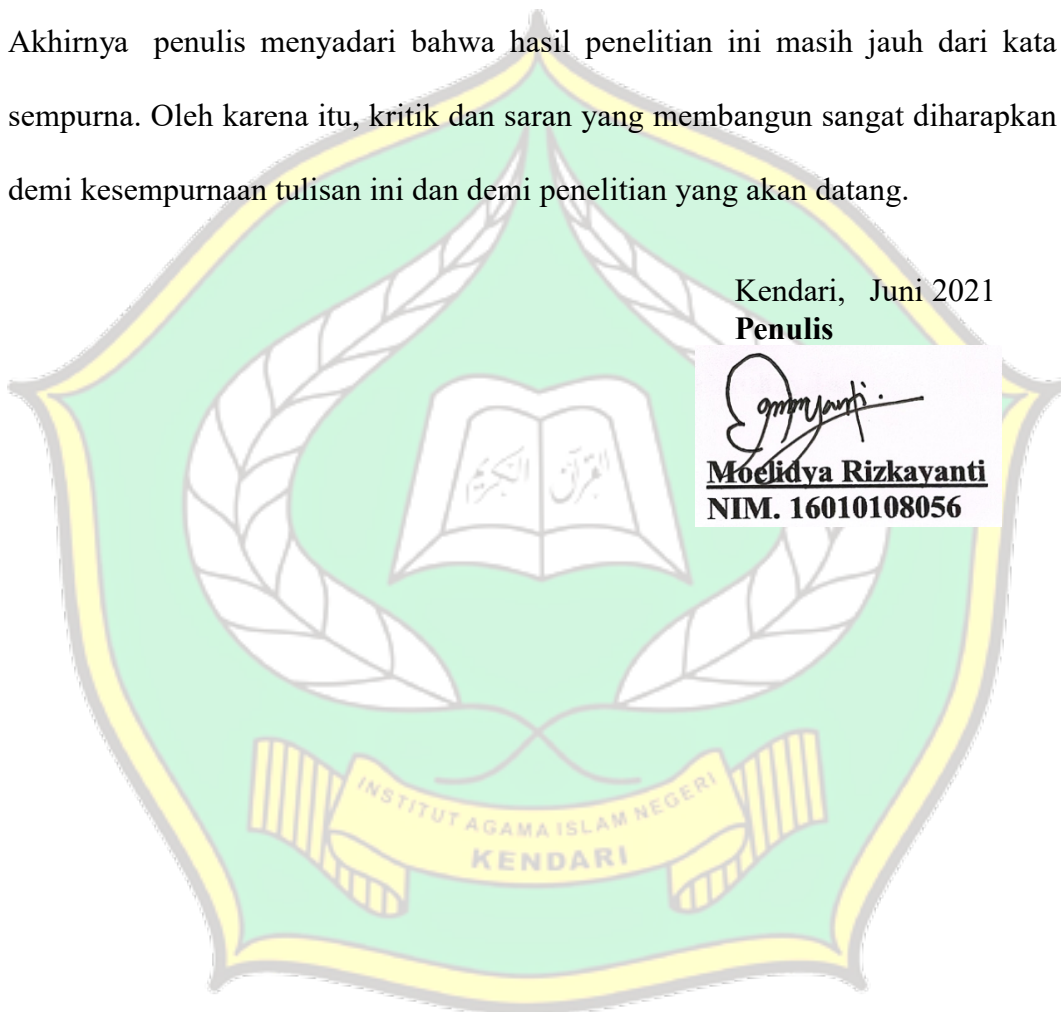 Akhirnya penulis menyadari bahwa hasil penelitian ini masih jauh dari kata
sempurna. Oleh karena itu, kritik dan saran yang membangun sangat diharapkan
demi kesempurnaan tulisan ini dan demi penelitian yang akan datang.
Kendari, Juni 2021
Penulis
Moelidya Rizkayanti
NIM. 16010108056
القرآن الكريم
INSTITUT AGAMA ISLAM NEGERI
KENDARI